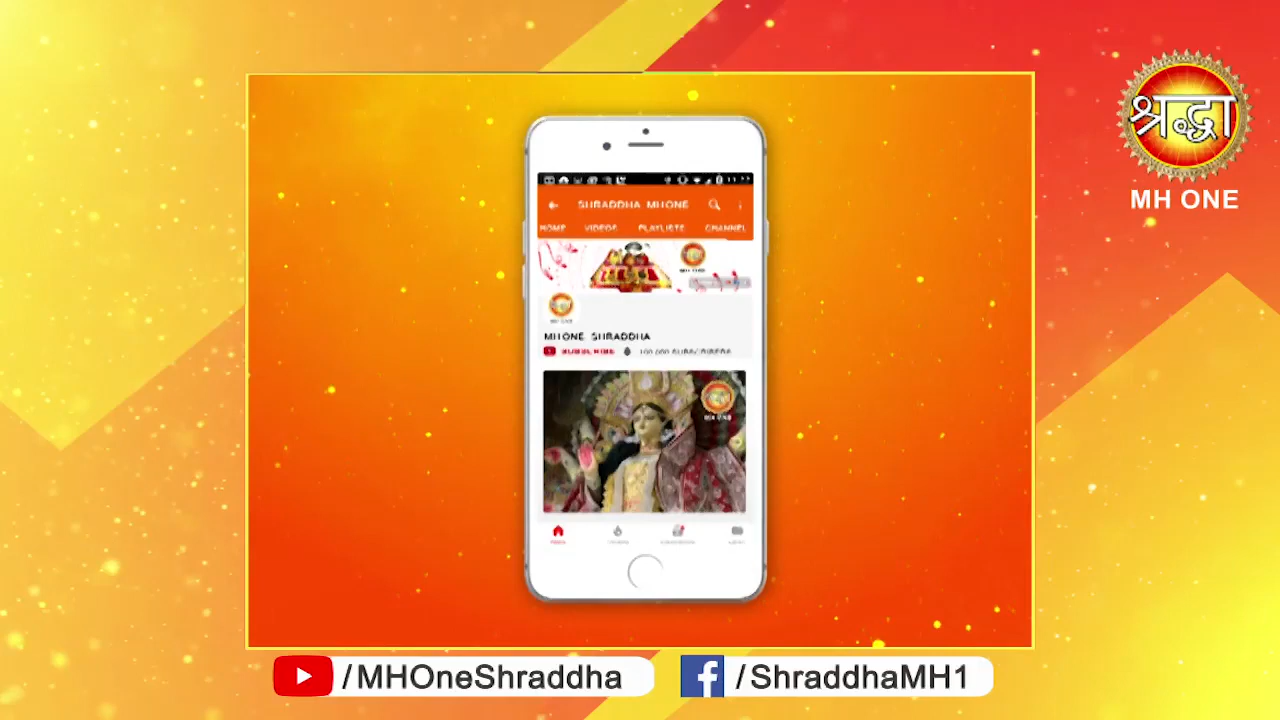 श्रद्धा
MH ONE
SHRADDHA MHONE
HOME VIDEOS PLAYLISTS CHANNEL
MHONE SHRADDHA
/MHOneShraddha
/ShraddhaMH1